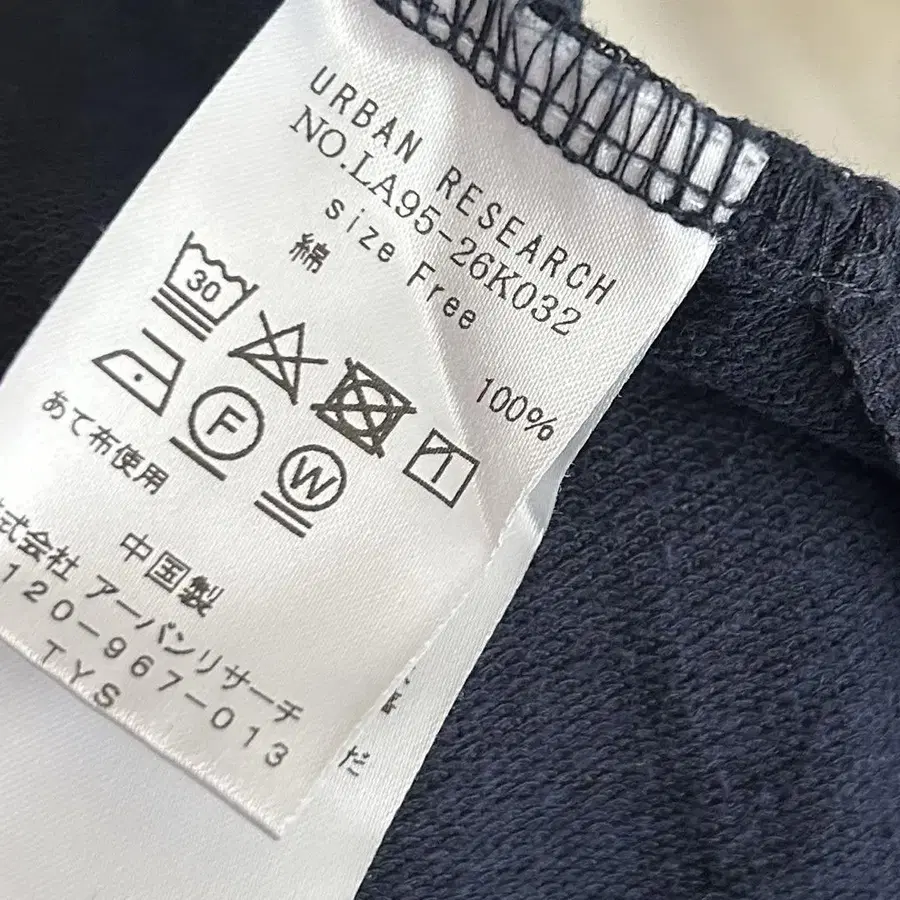 URBAN RESEARCH
NO.LA95-26K032
size Free
綿 100%
30
F
W
あて布使用
中国製
式会社 アーバンリサーチ
120-967-013
TYS
だ